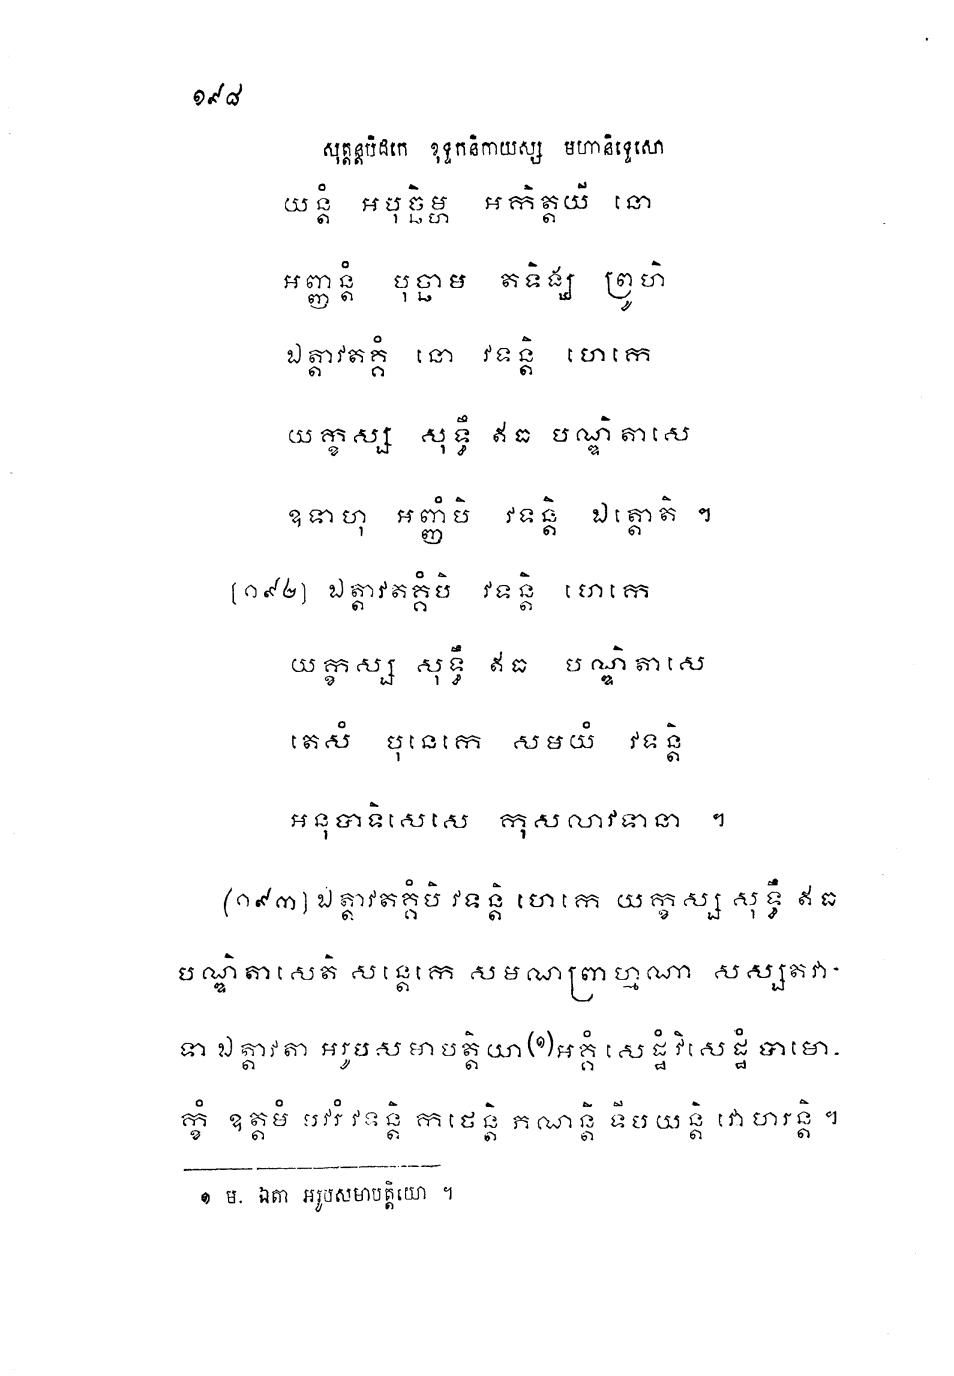 ១៩៨
សុត្តន្តបិដកេ ខុទ្ទកនិកាយស្ស មហានិទ្ទេសោ
យន្តំ អបុច្ឆិម្ហ អកិត្តយី នោ
អញ្ញន្តំ បុច្ឆាម តទិង្ឃ ព្រូហិ
ឯត្តាវតគ្គំ នោ វទន្តិ ហេកេ
យក្ខស្ស សុទ្ធឹ ឥធ បណ្ឌិតាសេ
ឧទាហុ អញ្ញំបិ វទន្តិ ឯត្តោតិ ។
[១៩២] ឯត្តាវតគ្គំបិ វទន្តិ ហេកេ
យក្ខស្ស សុទ្ធឹ ឥធ បណ្ឌិតាសេ
តេសំ បុនេកេ សមយំ វទន្តិ
អនុបាទិសេសេ កុសលាវទានា ។
(១៩៣) ឯត្តាវតគ្គំបិ វទន្តិ ហេកេ យក្ខស្ស សុទ្ធឹ ឥធ
បណ្ឌិតាសេតិ សន្តេកេ សមណព្រាហ្មណា សស្សតវា-
ទា ឯត្តាវតា អរូបសមាបត្តិយា(១)អគ្គំ សេដ្ឋំ វិសេដ្ឋំ បាមោ-
ក្ខំ ឧត្តមំ បវរំ វទន្តិ កថេន្តិ ភណន្តិ ទីបយន្តិ វោហរន្តិ ។
១ ម. ឯតា អរូបសមាបត្តិយោ ។